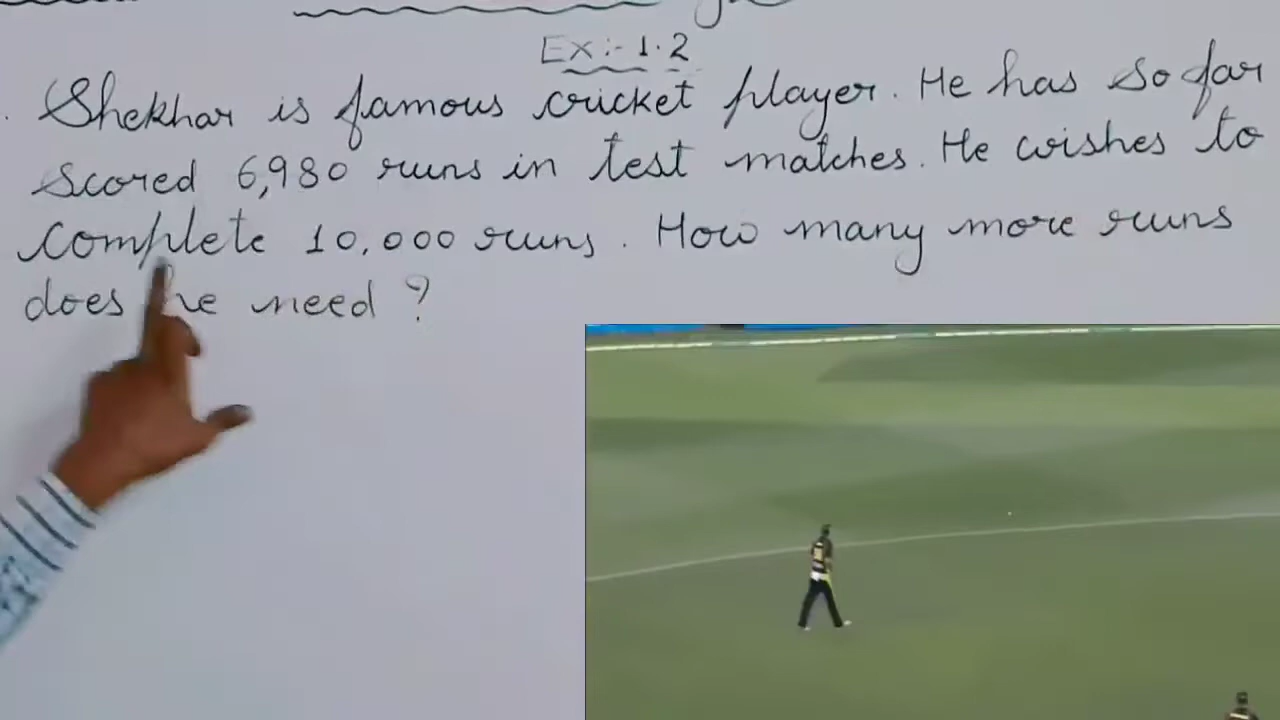 Ex:- 1.2
Shekhar is famous cricket player. He has so far
scored 6,980 runs in test matches. He wishes to
complete 10,000 runs. How many more runs
does he need ?